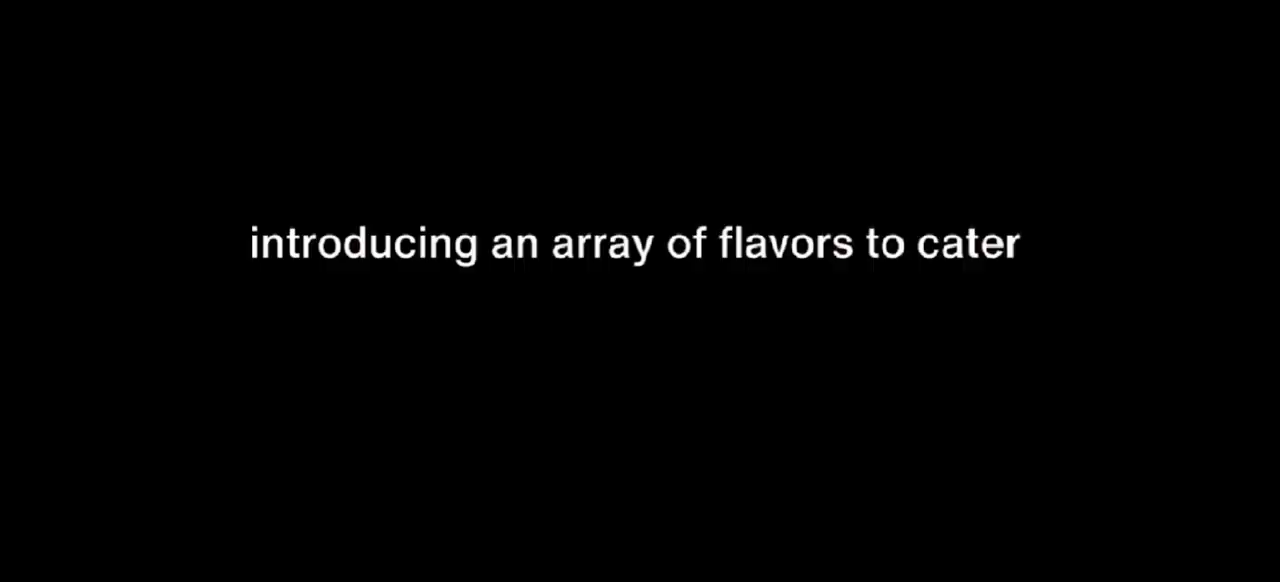 introducing an array of flavors to cater